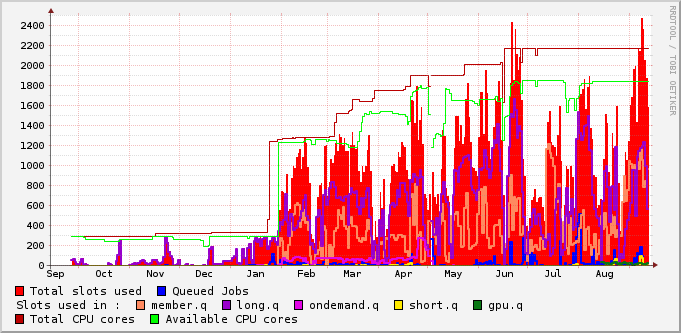 RRDTOOL / TOBI OETIKER
2400
2200
2000
1800
1600
1400
1200
1000
800
600
400
200
0
Sep Oct Nov Dec Jan Feb Mar Apr May Jun Jul Aug
Total slots used Queued Jobs
Slots used in : member.q long.q ondemand.q short.q gpu.q
Total CPU cores Available CPU cores